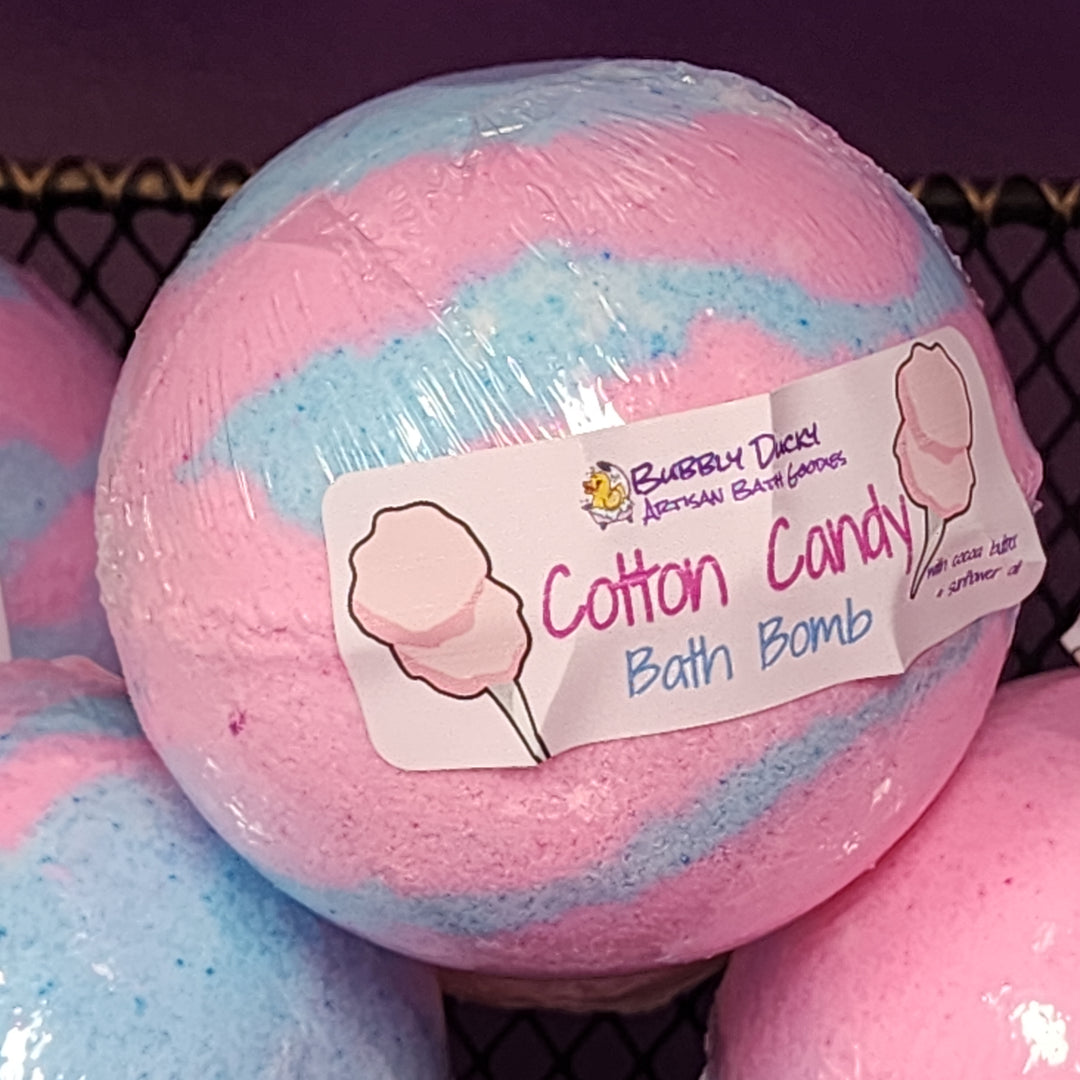 Bubbly Ducky
Artisan Bath Goodies
Cotton Candy
Bath Bomb
with cocoa butter
+ sunflower oil